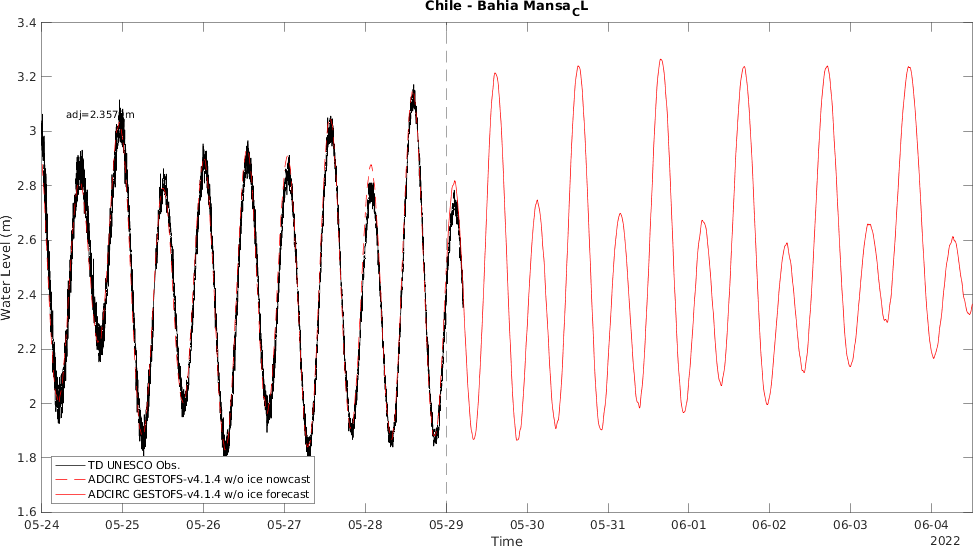 Chile - Bahia Mansa_CL
3.4
3.2
3
2.8
2.6
2.4
2.2
2
1.8
1.6
Water Level (m)
adj=2.357 m
TD UNESCO Obs.
ADCIRC GESTOFS-v4.1.4 w/o ice nowcast
ADCIRC GESTOFS-v4.1.4 w/o ice forecast
05-24 05-25 05-26 05-27 05-28 05-29 05-30 05-31 06-01 06-02 06-03 06-04
Time
2022